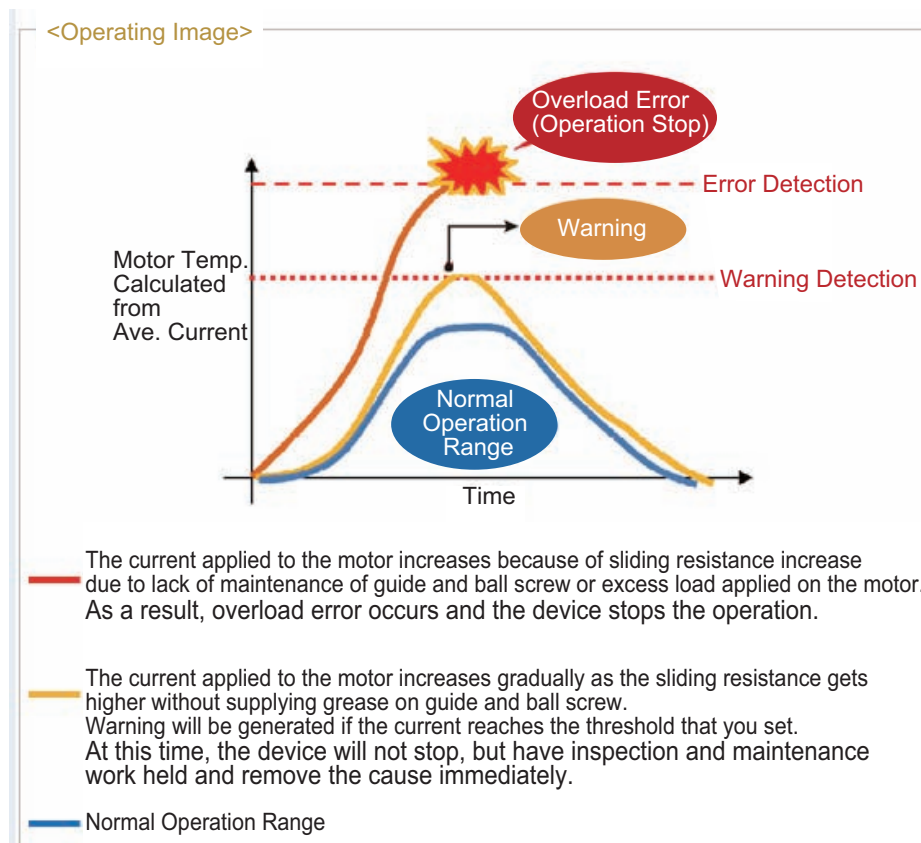 <Operating Image>
Overload Error
(Operation Stop)
Error Detection
Warning
Motor Temp.
Calculated
from
Ave. Current
Warning Detection
Normal
Operation
Range
Time
The current applied to the motor increases because of sliding resistance increase
due to lack of maintenance of guide and ball screw or excess load applied on the motor.
As a result, overload error occurs and the device stops the operation.
The current applied to the motor increases gradually as the sliding resistance gets
higher without supplying grease on guide and ball screw.
Warning will be generated if the current reaches the threshold that you set.
At this time, the device will not stop, but have inspection and maintenance
work held and remove the cause immediately.
Normal Operation Range